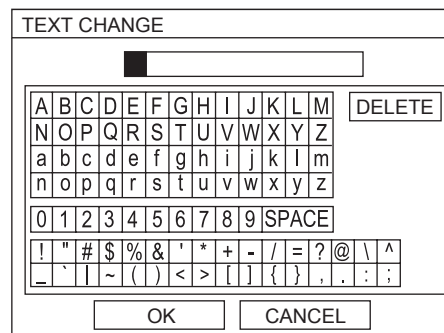 TEXT CHANGE
A B C D E F G H I J K L M DELETE
N O P Q R S T U V W X Y Z
a b c d e f g h i j k l m
n o p q r s t u v w x y z
0 1 2 3 4 5 6 7 8 9 SPACE
! " # $ % & ' * + - / = ? @ \ ^
_ ` | ~ ( ) < > [ ] { } , . : ;
OK CANCEL